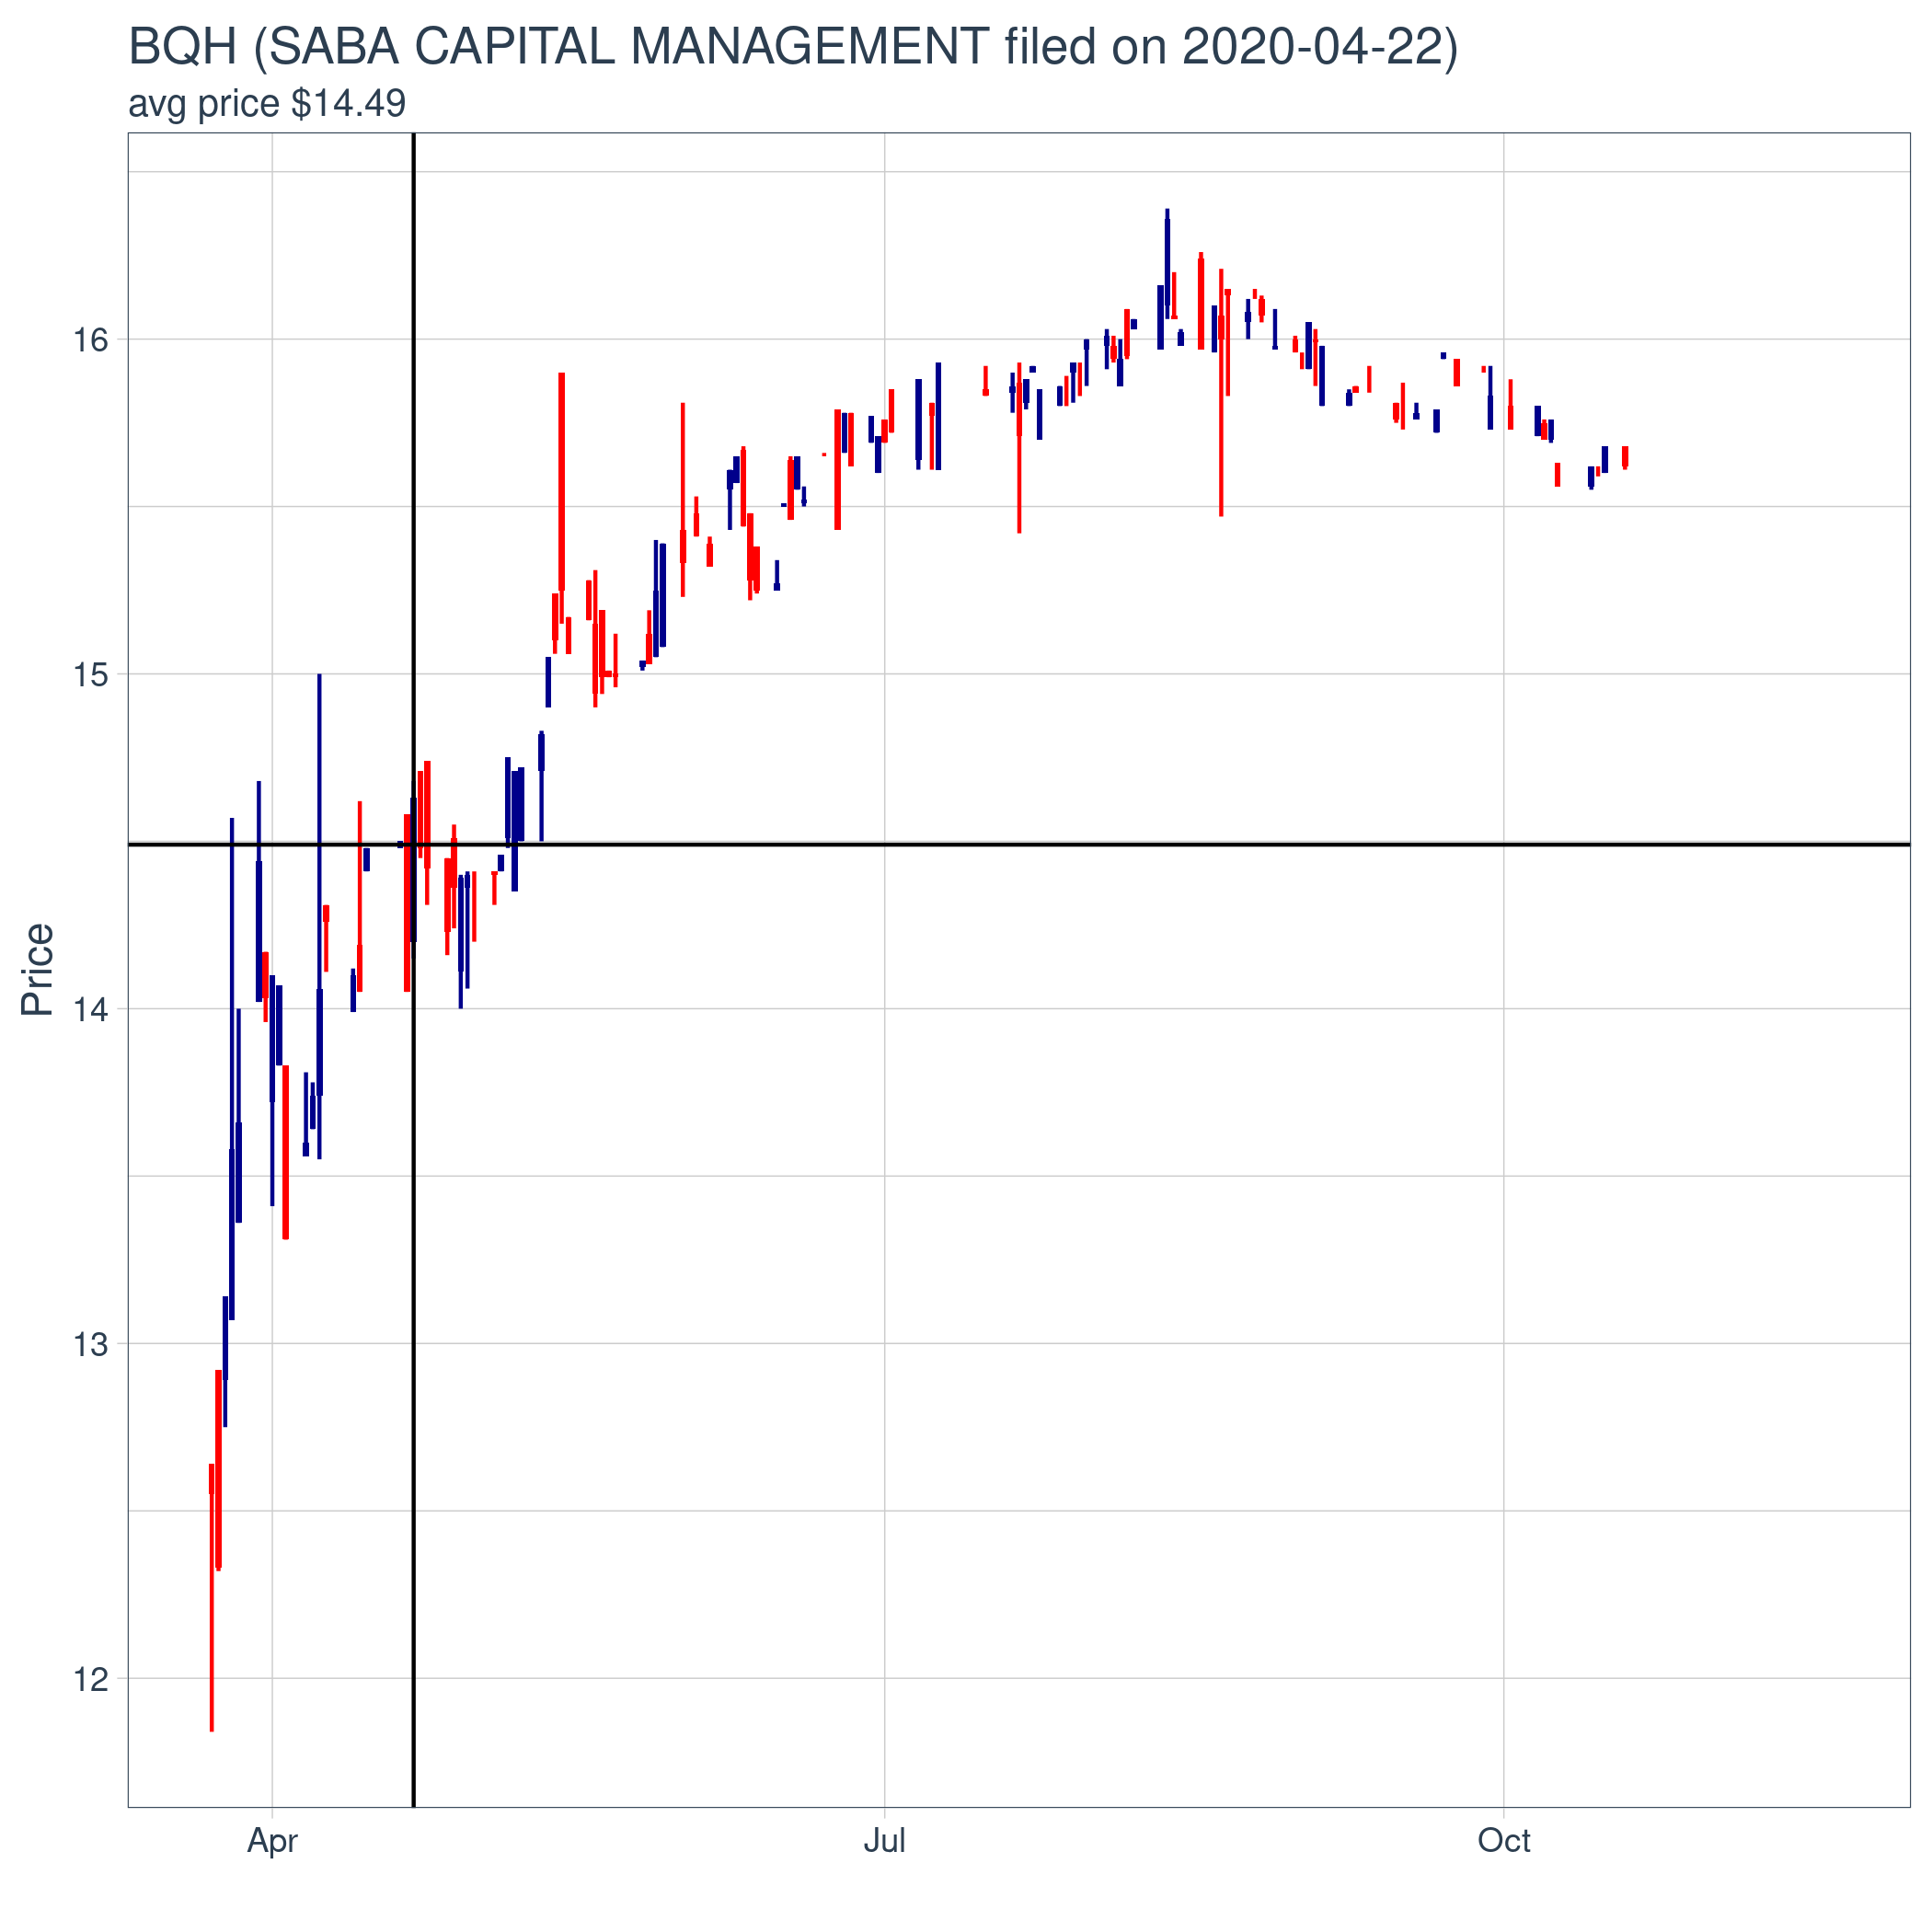 BQH (SABA CAPITAL MANAGEMENT filed on 2020-04-22)
avg price $14.49
16
15
14
13
12
Price
Apr
Jul
Oct